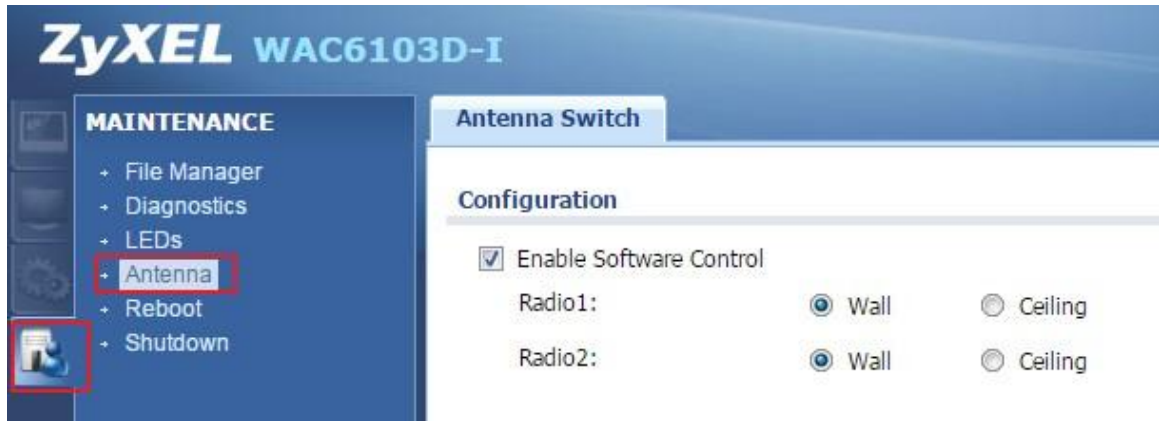 ZyXEL WAC6103D-I
MAINTENANCE
File Manager
Diagnostics
LEDs
Antenna
Reboot
Shutdown
Antenna Switch
Configuration
Enable Software Control
Radio1: Wall Ceiling
Radio2: Wall Ceiling